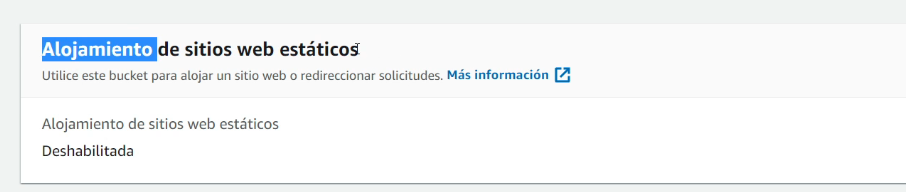 Alojamiento de sitios web estáticos
Utilice este bucket para alojar un sitio web o redireccionar solicitudes. Más información
Alojamiento de sitios web estáticos
Deshabilitada